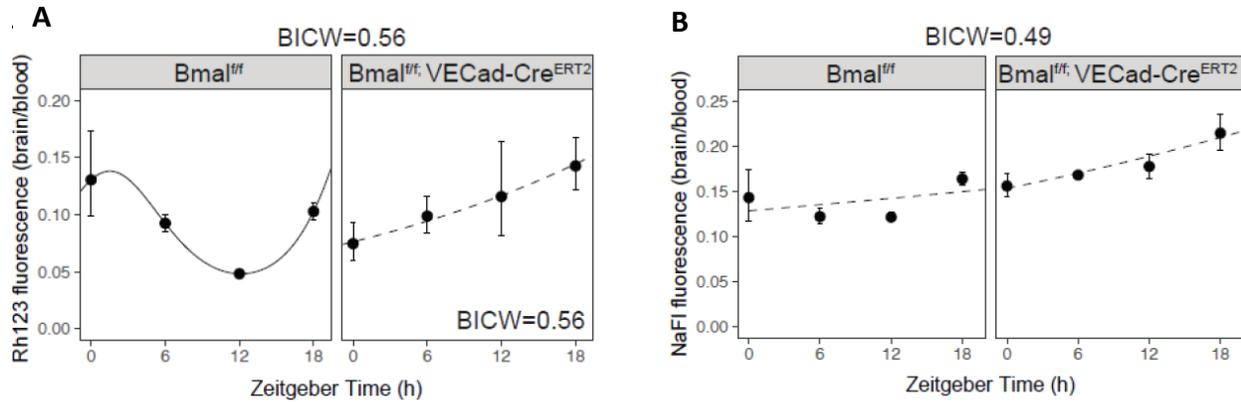 A
BICW=0.56
Bmalf/f
Bmalf/f; VECad-CreERT2
Rh123 fluorescence (brain/blood)
0.20
0.15
0.10
0.05
0.00
BICW=0.56
0 6 12 18
0 6 12 18
Zeitgeber Time (h)
B
BICW=0.49
Bmalf/f
Bmalf/f; VECad-CreERT2
NaFl fluorescence (brain/blood)
0.25
0.20
0.15
0.10
0.05
0.00
0 6 12 18
0 6 12 18
Zeitgeber Time (h)